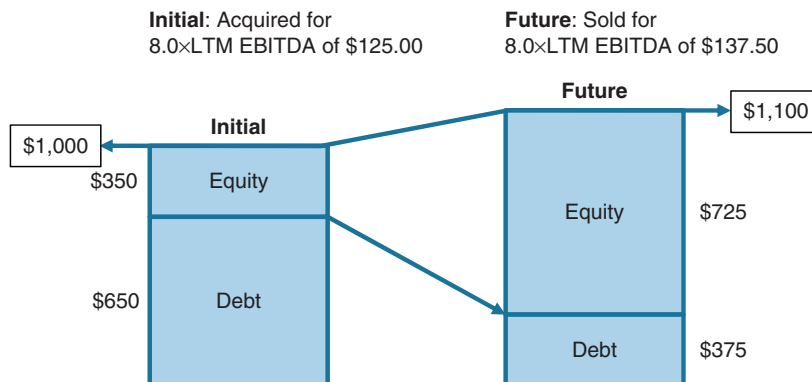 Initial: Acquired for
8.0×LTM EBITDA of $125.00
Future: Sold for
8.0×LTM EBITDA of $137.50
Initial
Future
$1,000
$1,100
$350
Equity
Equity
$725
$650
Debt
Debt
$375